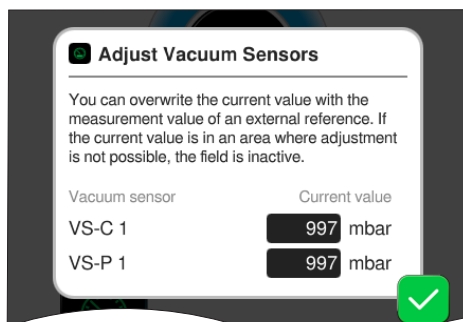 Adjust Vacuum Sensors
You can overwrite the current value with the
measurement value of an external reference. If
the current value is in an area where adjustment
is not possible, the field is inactive.
Vacuum sensor Current value
VS-C 1 997 mbar
VS-P 1 997 mbar